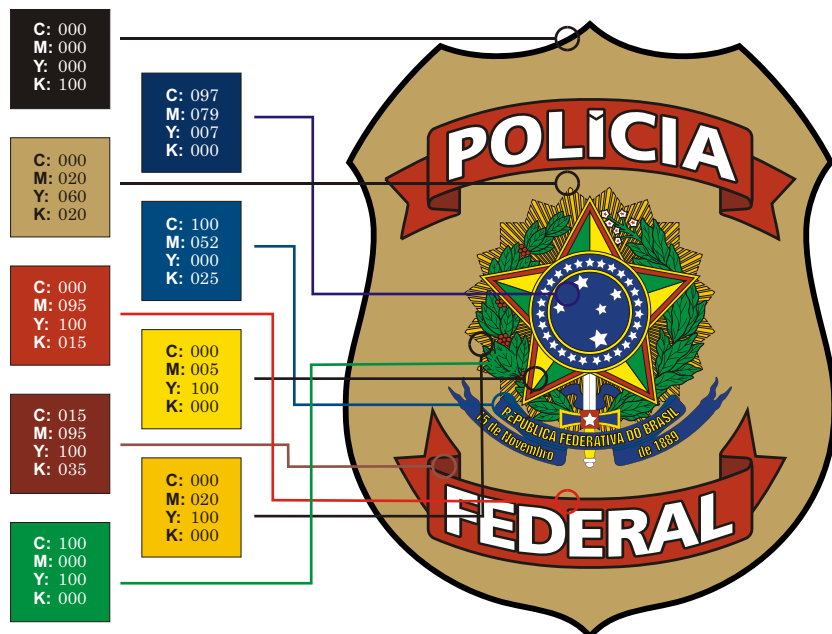 C: 000
M: 000
Y: 000
K: 100
C: 097
M: 079
Y: 007
K: 000
C: 000
M: 020
Y: 060
K: 020
C: 100
M: 052
Y: 000
K: 025
C: 000
M: 095
Y: 100
K: 015
C: 000
M: 005
Y: 100
K: 000
C: 015
M: 095
Y: 100
K: 035
C: 000
M: 020
Y: 100
K: 000
C: 100
M: 000
Y: 100
K: 000
POLÍCIA
REPÚBLICA FEDERATIVA DO BRASIL
15 de Novembro
de 1889
FEDERAL